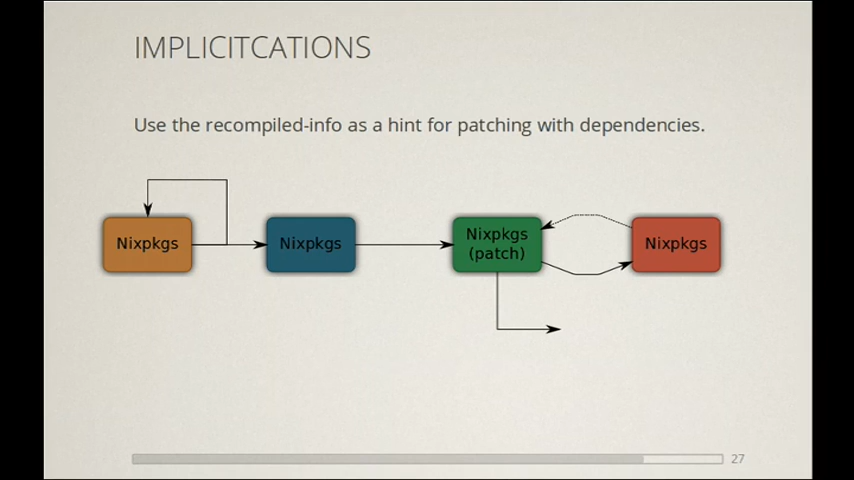 IMPLICITCATIONS
Use the recompiled-info as a hint for patching with dependencies.
Nixpkgs
Nixpkgs
Nixpkgs
(patch)
Nixpkgs
27